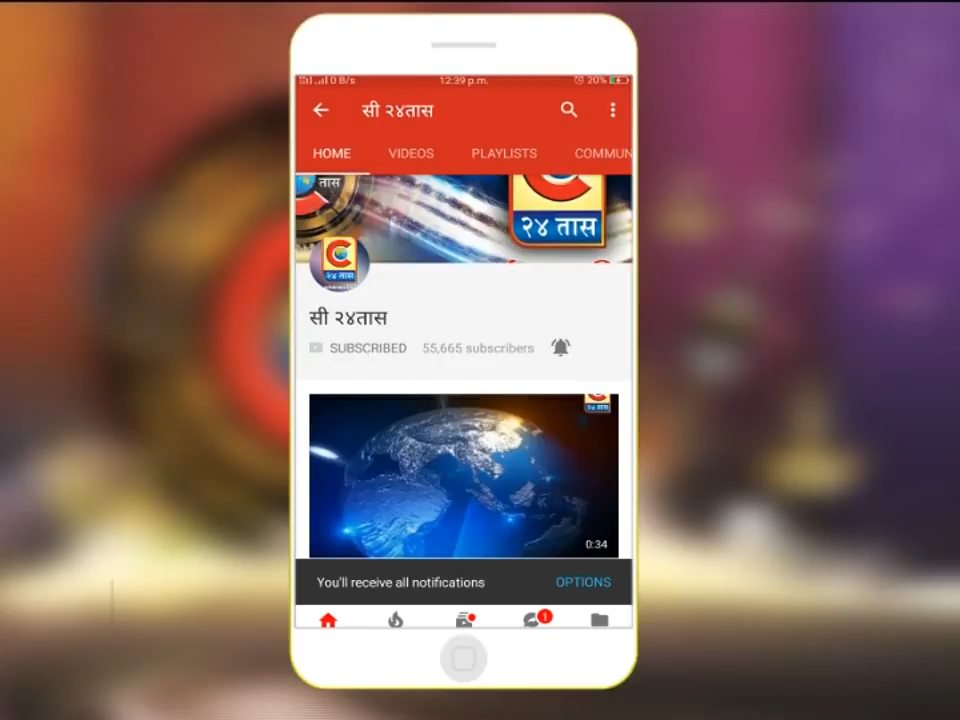 0 B/s 12:39 p.m. 20%
सी २४तास
HOME VIDEOS PLAYLISTS COMMUN
तास
C
२४ तास
C
२४ तास
सी २४तास
SUBSCRIBED 55,665 subscribers
२४ तास
0:34
You'll receive all notifications OPTIONS
1